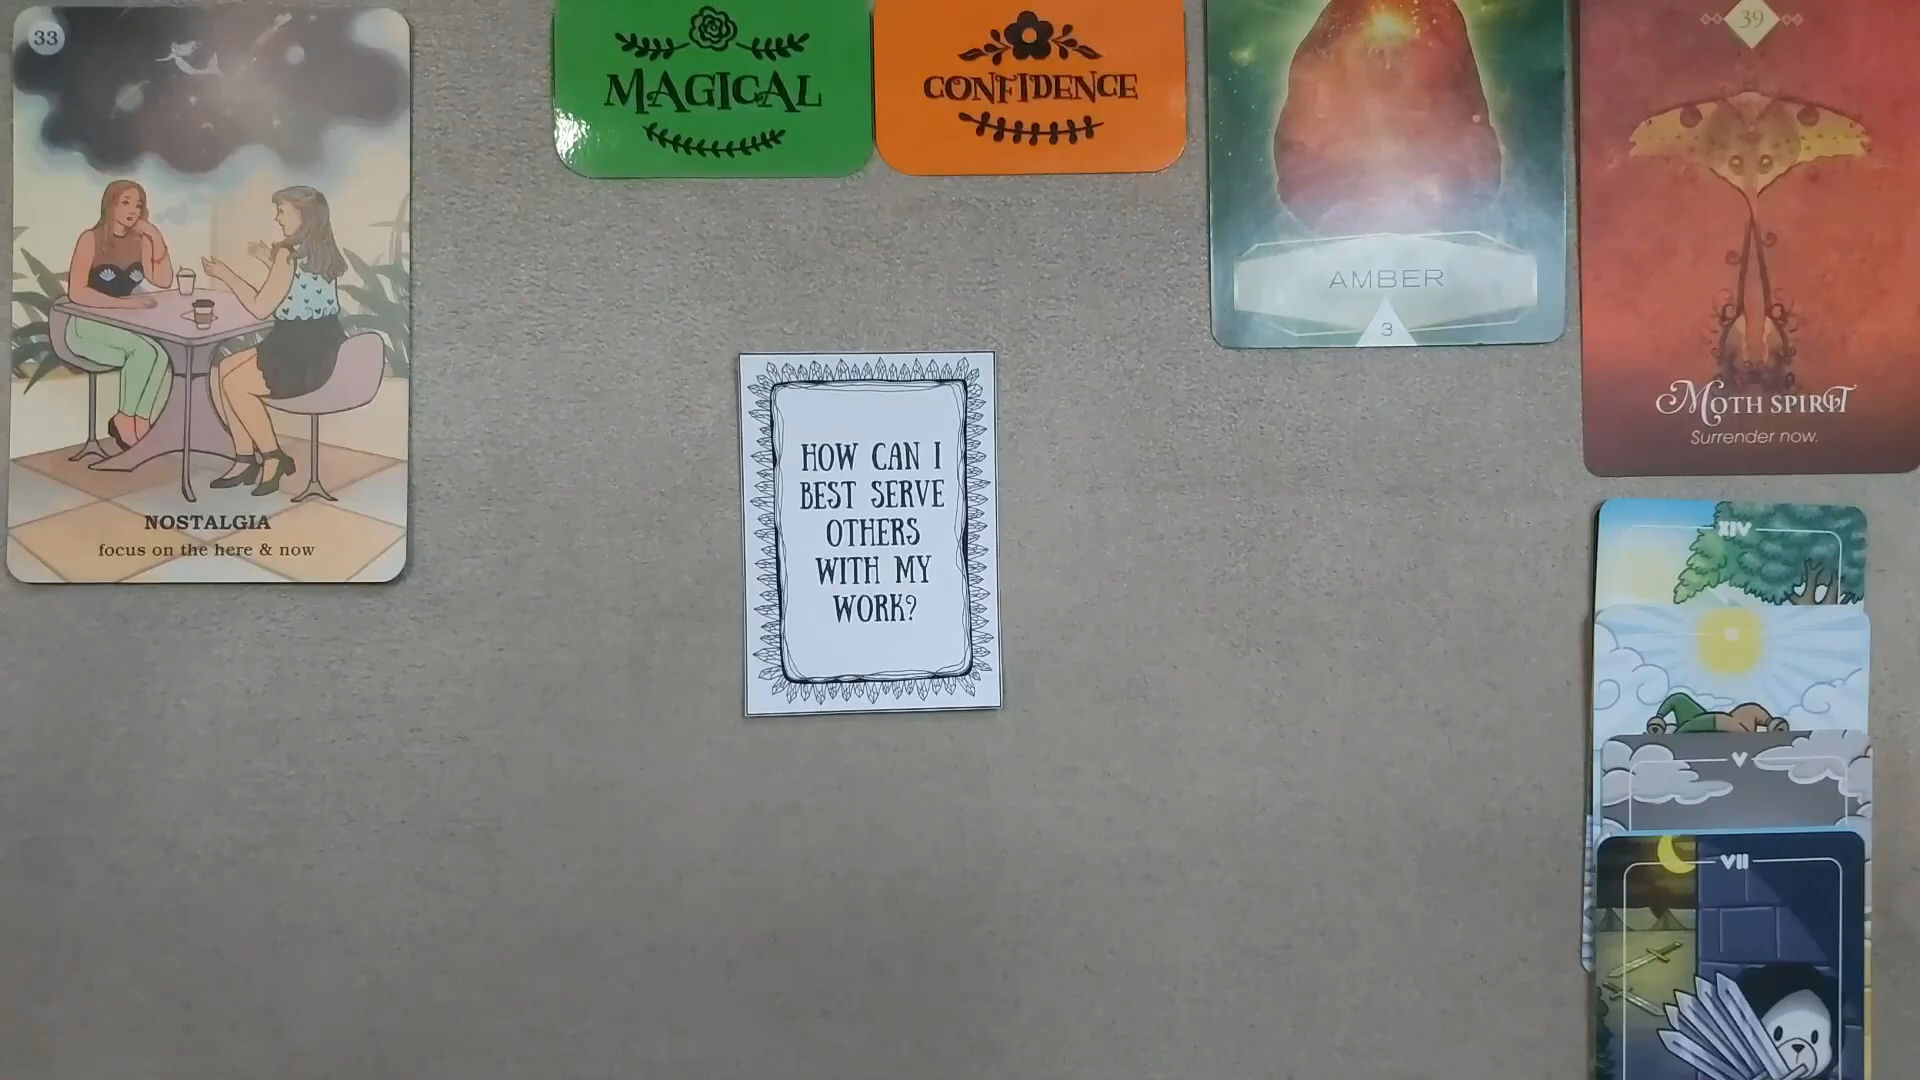 33
NOSTALGIA
focus on the here & now
MAGICAL
CONFIDENCE
AMBER
3
39
MOTH SPIRIT
Surrender now.
HOW CAN I
BEST SERVE
OTHERS
WITH MY
WORK?
XIV
V
VII